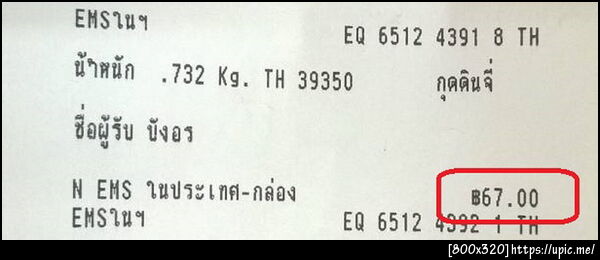 EMSในฯ
EQ 6512 4391 8 TH
น้ำหนัก .732 Kg. TH 39350 กุดดินจี่
ชื่อผู้รับ บังอร
N EMS ในประเทศ-กล่อง ฿67.00
EMSในฯ EQ 6512 4392 1 TH
[800x320]https://upic.me/